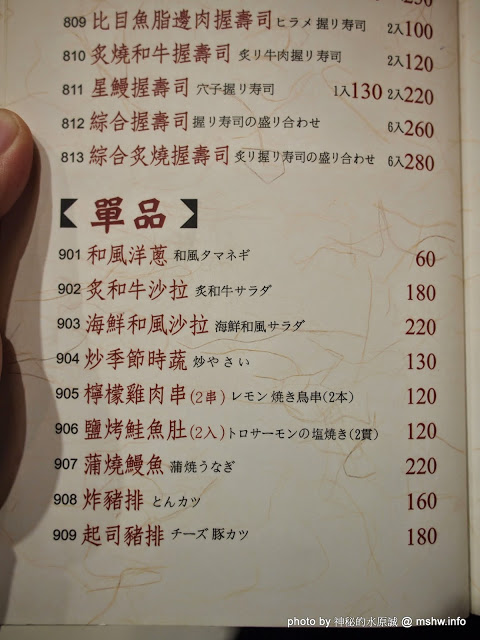 809 比目魚脂邊肉握壽司 ヒラメ 握り寿司 2入100
810 炙燒和牛握壽司 炙り牛肉握り寿司 2入120
811 星鰻握壽司 穴子握り寿司 1入130 2入220
812 綜合握壽司 握り寿司の盛り合わせ 6入260
813 綜合炙燒握壽司 炙り握り寿司の盛り合わせ 6入280
【單品】
901 和風洋蔥 和風タマネギ 60
902 炙和牛沙拉 炙和牛サラダ 180
903 海鮮和風沙拉 海鮮和風サラダ 220
904 炒季節時蔬 炒やさい 130
905 檸檬雞肉串(2串) レモン焼き鳥串(2本) 120
906 鹽烤鮭魚肚(2入) トロサーモンの塩焼き(2貫) 120
907 蒲燒鰻魚 蒲焼うなぎ 220
908 炸豬排 とんカツ 160
909 起司豬排 チーズ 豚カツ 180
photo by 神秘的水原誠 @ mshw.info